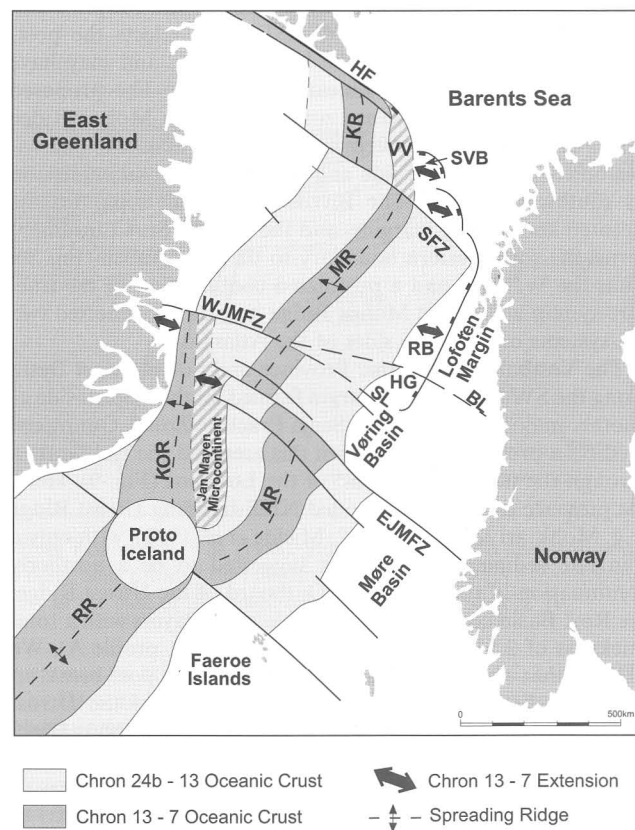 HF
Barents Sea
East
Greenland
KB
VV
SVB
SFZ
MR
WJMFZ
RB
Lofoten
Margin
HG
BL
SL
Vøring
Basin
KOR
Jan Mayen
Microcontinent
AR
EJMFZ
Proto
Iceland
Møre
Basin
Norway
RR
Faeroe
Islands
0
500km
Chron 24b - 13 Oceanic Crust
Chron 13 - 7 Extension
Chron 13 - 7 Oceanic Crust
Spreading Ridge